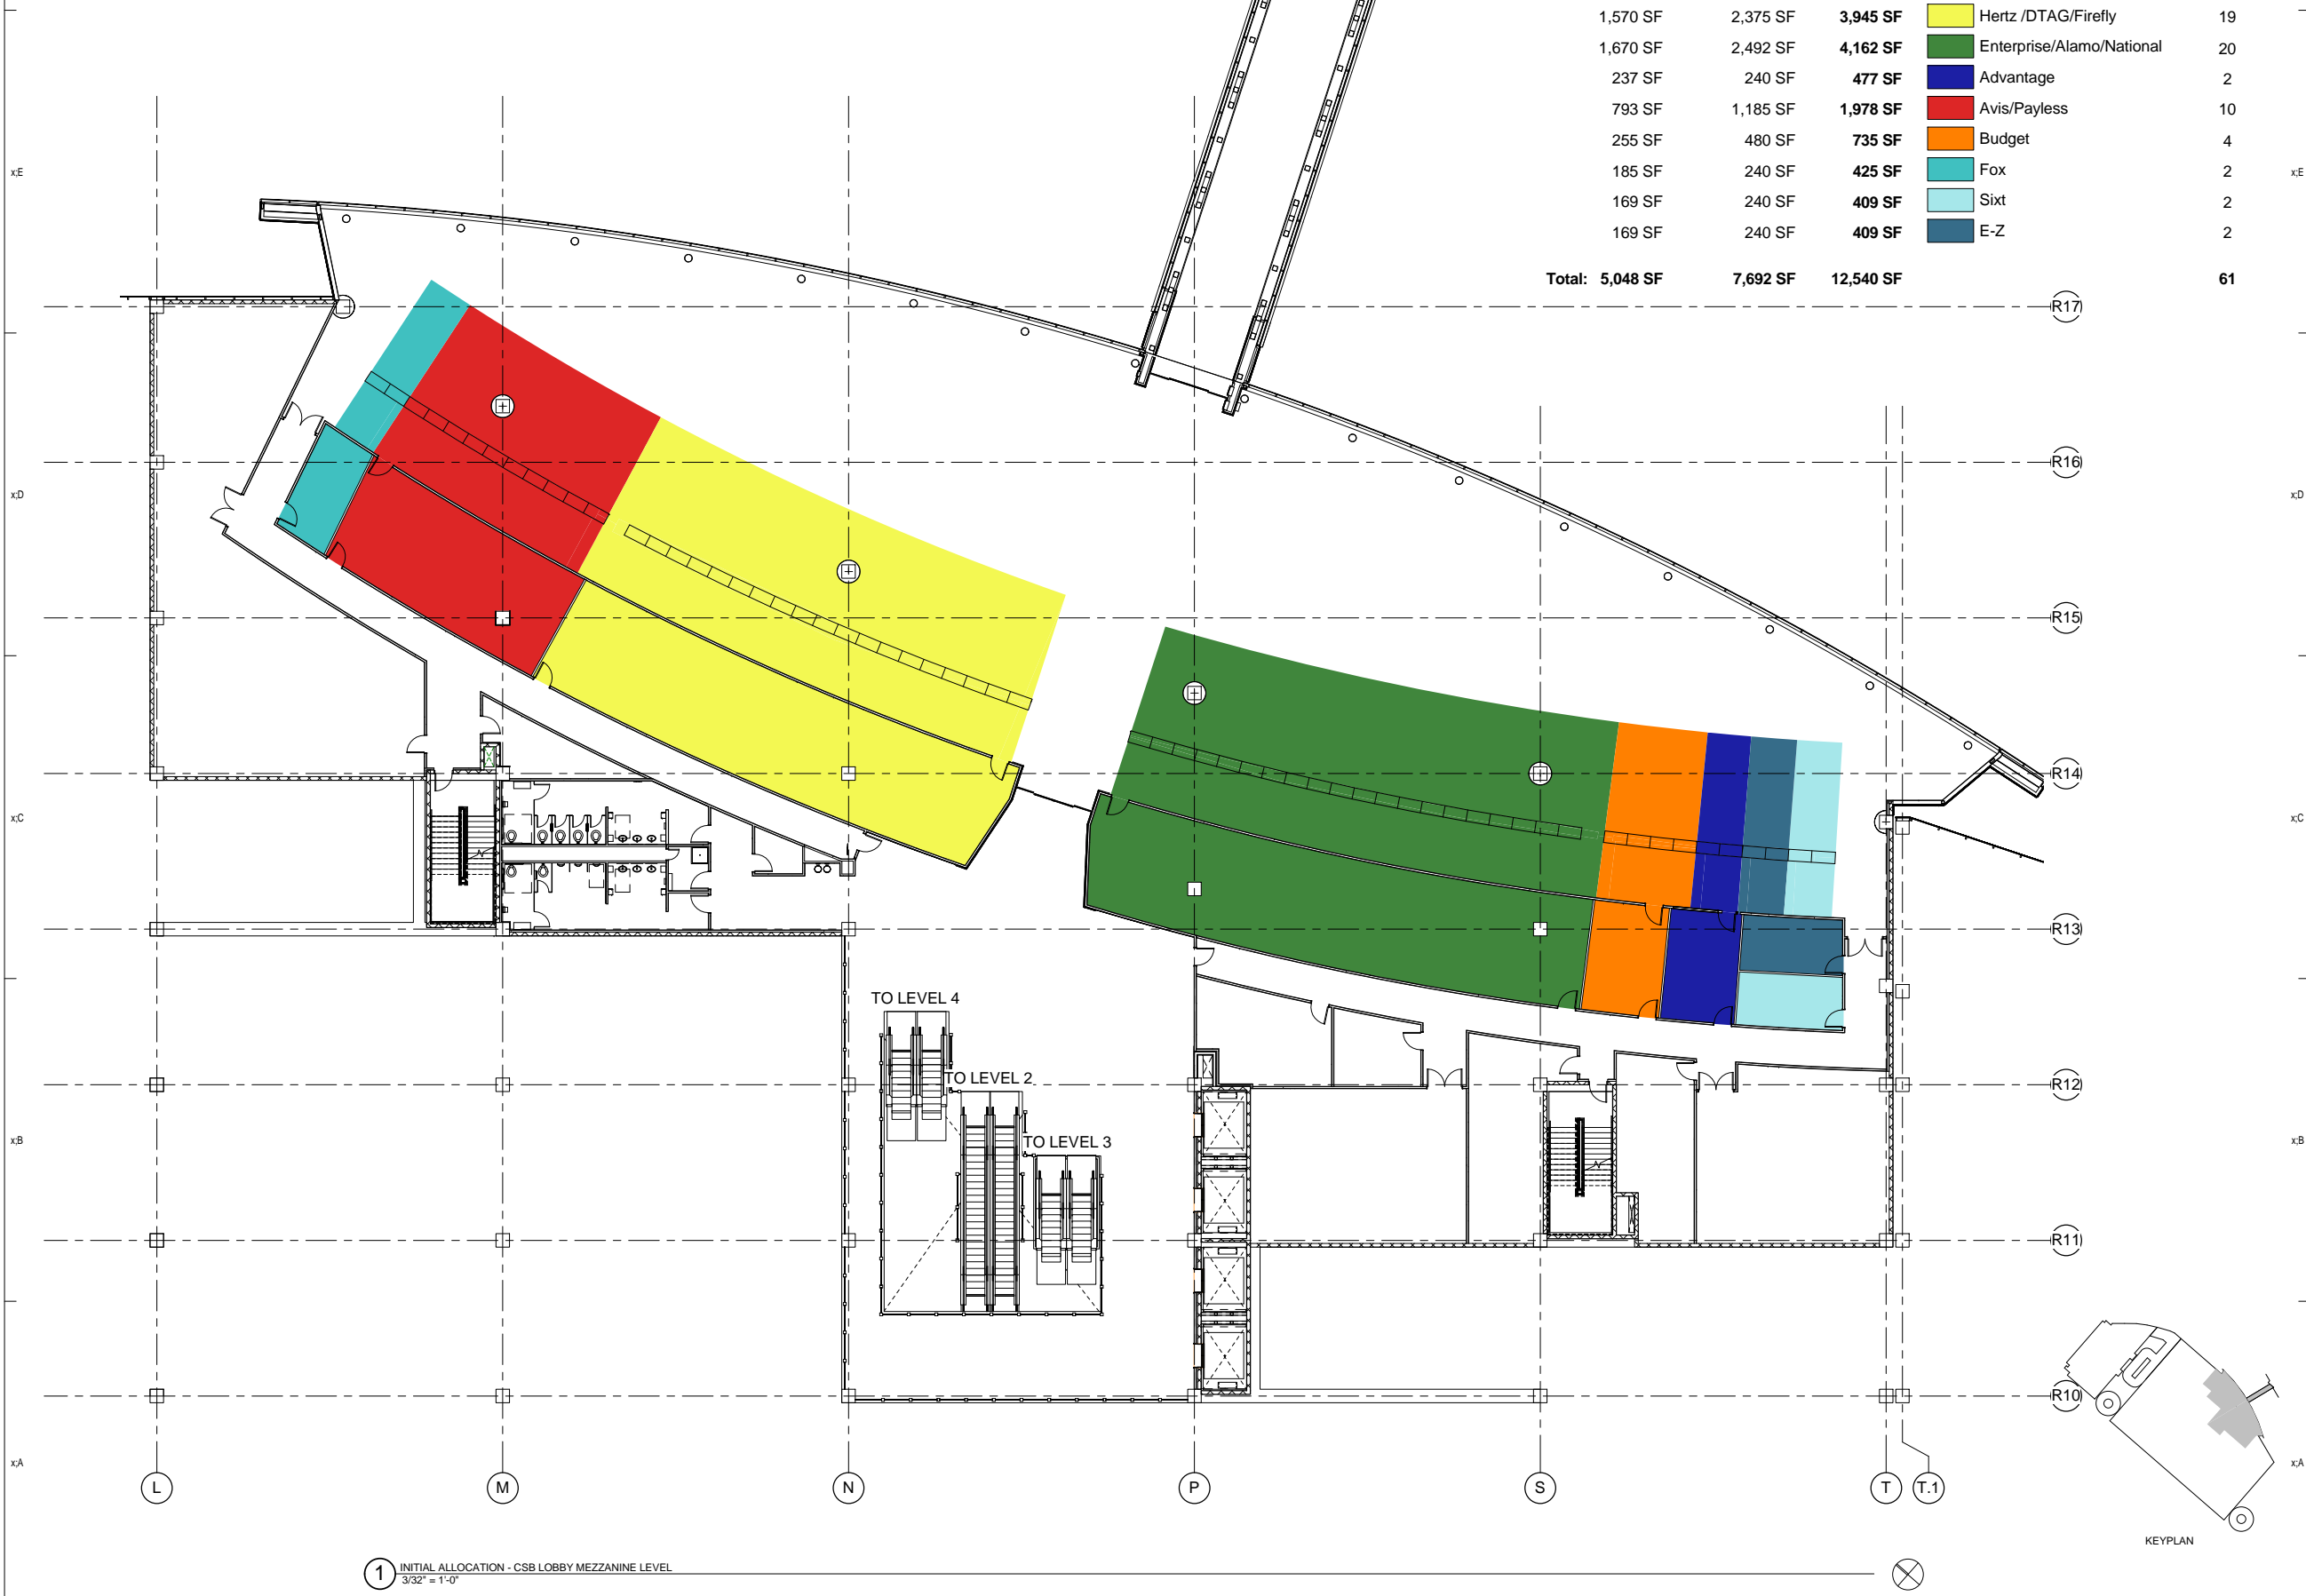 1,570 SF 2,375 SF 3,945 SF Hertz /DTAG/Firefly 19
1,670 SF 2,492 SF 4,162 SF Enterprise/Alamo/National 20
237 SF 240 SF 477 SF Advantage 2
793 SF 1,185 SF 1,978 SF Avis/Payless 10
255 SF 480 SF 735 SF Budget 4
185 SF 240 SF 425 SF Fox 2
169 SF 240 SF 409 SF Sixt 2
169 SF 240 SF 409 SF E-Z 2
Total: 5,048 SF 7,692 SF 12,540 SF 61
x;E x;E
R17
R16
x;D x;D
R15
R14
x;C x;C
R13
TO LEVEL 4
TO LEVEL 2
R12
TO LEVEL 3
x;B x;B
R11
R10
x;A x;A
L M N P S T T.1
KEYPLAN
1 INITIAL ALLOCATION - CSB LOBBY MEZZANINE LEVEL
3/32" = 1'-0"